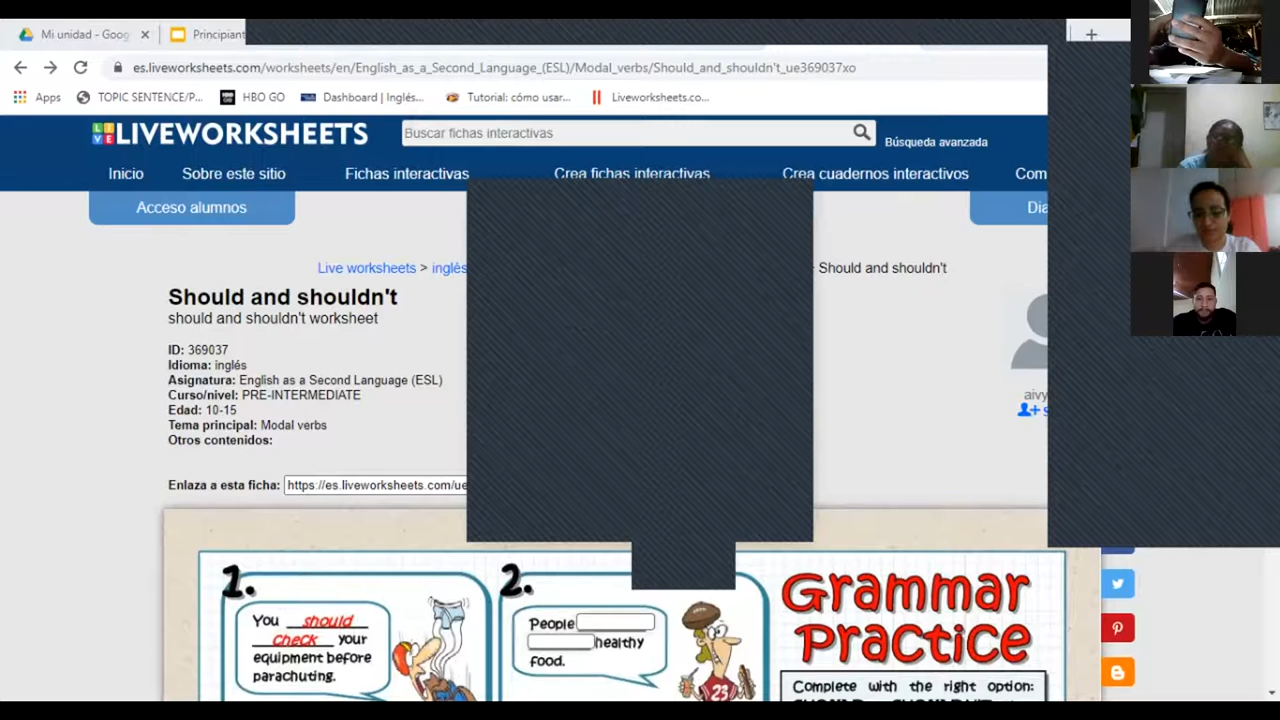 Mi unidad - Goog
Principiant
es.liveworksheets.com/worksheets/en/English_as_a_Second_Language_(ESL)/Modal_verbs/Should_and_shouldn't_ue369037xo
Apps TOPIC SENTENCE/P... HBO GO Dashboard | Inglés... Tutorial: cómo usar... Liveworksheets.co...
LIVE LIVEWORKSHEETS
Buscar fichas interactivas
Búsqueda avanzada
Inicio Sobre este sitio Fichas interactivas Crea fichas interactivas Crea cuadernos interactivos Com
Acceso alumnos
Dia
Live worksheets > inglés
Should and shouldn't
Should and shouldn't
should and shouldn't worksheet
ID: 369037
Idioma: inglés
Asignatura: English as a Second Language (ESL)
Curso/nivel: PRE-INTERMEDIATE
Edad: 10-15
Tema principal: Modal verbs
Otros contenidos:
aivy
Enlaza a esta ficha: https://es.liveworksheets.com/ue
1.
You should
check your
equipment before
parachuting.
2.
People
healthy
food.
23
Grammar
Practice
Complete with the right option: